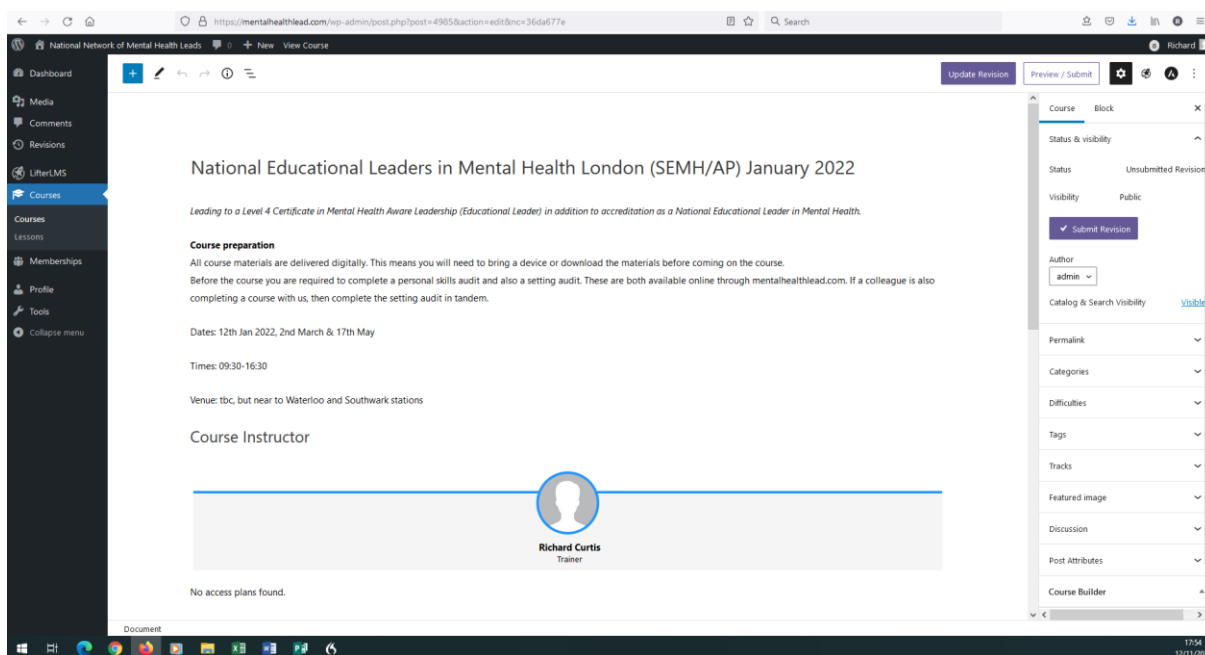 https://mentalhealthlead.com/wp-admin/post.php?post=4985&action=edit&nc=36da677e
Search
National Network of Mental Health Leads 0 New View Course Richard
Dashboard
Media
Comments
Revisions
LifterLMS
Courses
Courses
Lessons
Memberships
Profile
Tools
Collapse menu
Update Revision Preview / Submit
National Educational Leaders in Mental Health London (SEMH/AP) January 2022
Leading to a Level 4 Certificate in Mental Health Aware Leadership (Educational Leader) in addition to accreditation as a National Educational Leader in Mental Health.
Course preparation
All course materials are delivered digitally. This means you will need to bring a device or download the materials before coming on the course.
Before the course you are required to complete a personal skills audit and also a setting audit. These are both available online through mentalhealthlead.com. If a colleague is also
completing a course with us, then complete the setting audit in tandem.
Dates: 12th Jan 2022, 2nd March & 17th May
Times: 09:30-16:30
Venue: tbc, but near to Waterloo and Southwark stations
Course Instructor
Richard Curtis
Trainer
No access plans found.
Document
Course Block
Status & visibility
Status Unsubmitted Revision
Visibility Public
Submit Revision
Author
admin
Catalog & Search Visibility Visible
Permalink
Categories
Difficulties
Tags
Tracks
Featured image
Discussion
Post Attributes
Course Builder
17:54
12/11/20